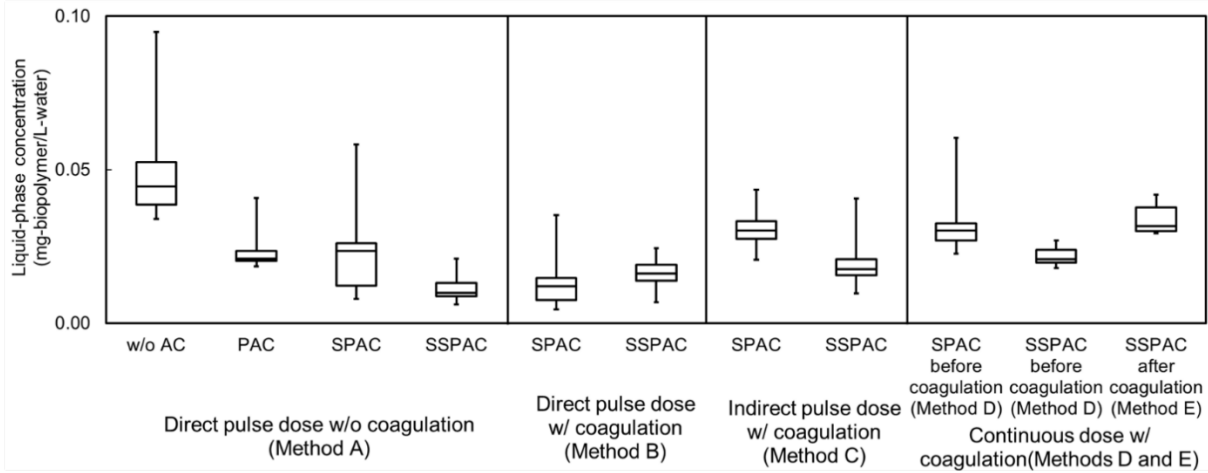 Liquid-phase concentration
(mg-biopolymer/L-water)
0.10
0.05
0.00
w/o AC
PAC
SPAC
SSPAC
SPAC
SSPAC
SPAC
SSPAC
SPAC
before
coagulation
(Method D)
SSPAC
before
coagulation
(Method D)
SSPAC
after
coagulation
(Method E)
Direct pulse dose w/o coagulation
(Method A)
Direct pulse dose
w/ coagulation
(Method B)
Indirect pulse dose
w/ coagulation
(Method C)
Continuous dose w/
coagulation(Methods D and E)